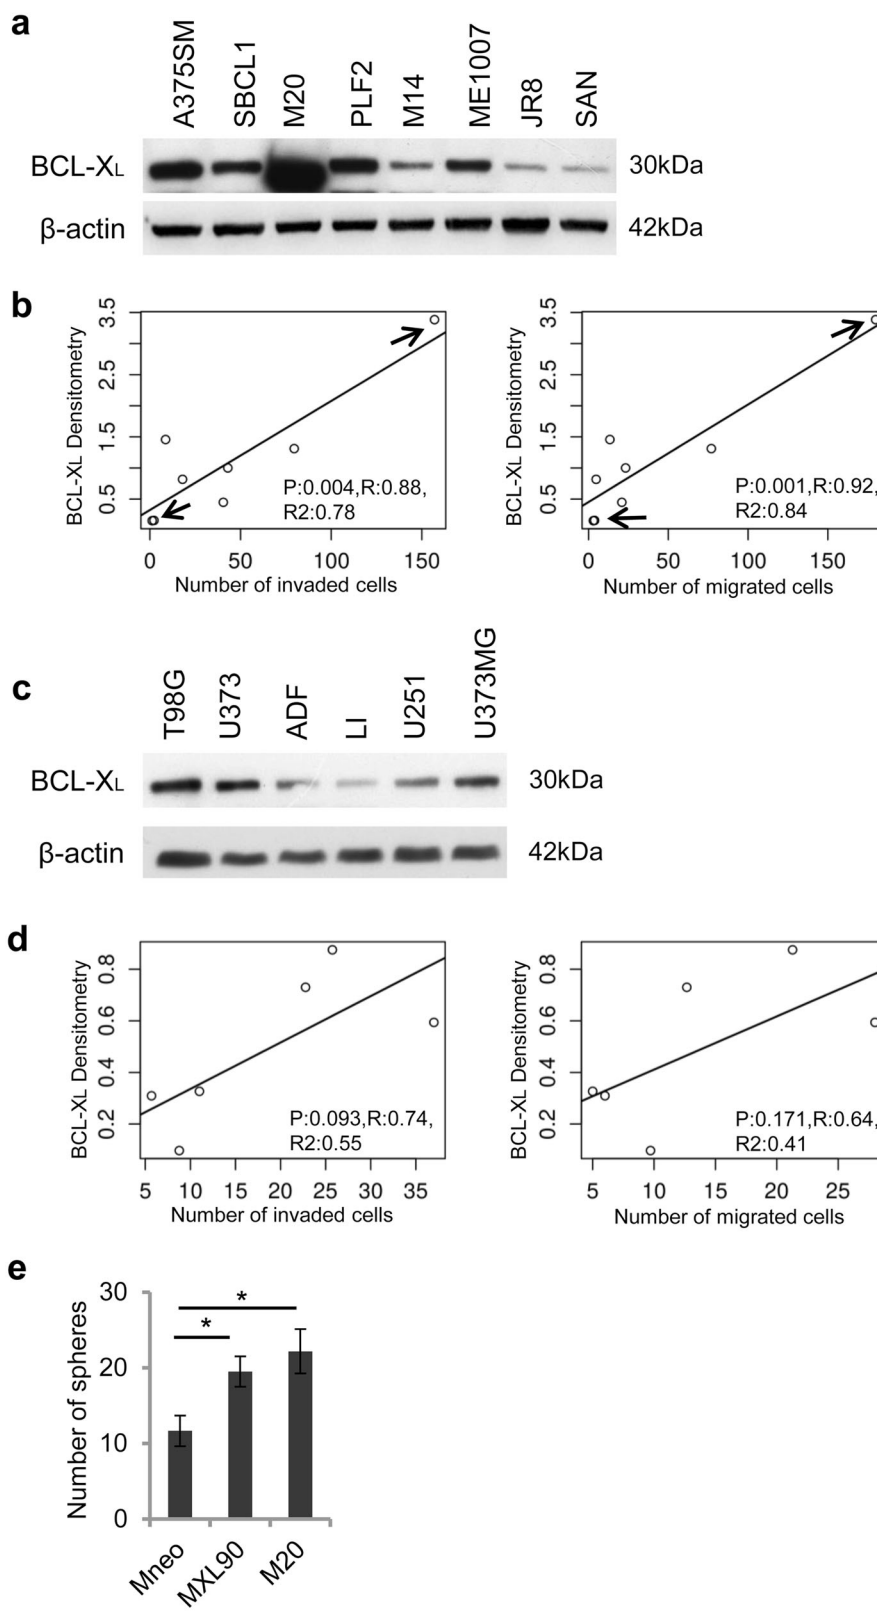 a
A375SM
SBCL1
M20
PLF2
M14
ME1007
JR8
SAN
BCL-XL
30kDa
β-actin
42kDa
b
BCL-XL Densitometry
3.5
2.5
1.5
0.5
P:0.004,R:0.88,
R2:0.78
0 50 100 150
Number of invaded cells
BCL-XL Densitometry
3.5
2.5
1.5
0.5
P:0.001,R:0.92,
R2:0.84
0 50 100 150
Number of migrated cells
c
T98G
U373
ADF
LI
U251
U373MG
BCL-XL
30kDa
β-actin
42kDa
d
BCL-XL Densitometry
0.8
0.6
0.4
0.2
P:0.093,R:0.74,
R2:0.55
5 10 15 20 25 30 35
Number of invaded cells
BCL-XL Densitometry
0.8
0.6
0.4
0.2
P:0.171,R:0.64,
R2:0.41
5 10 15 20 25
Number of migrated cells
e
Number of spheres
30
20
10
0
*
*
Mneo
MXL90
M20